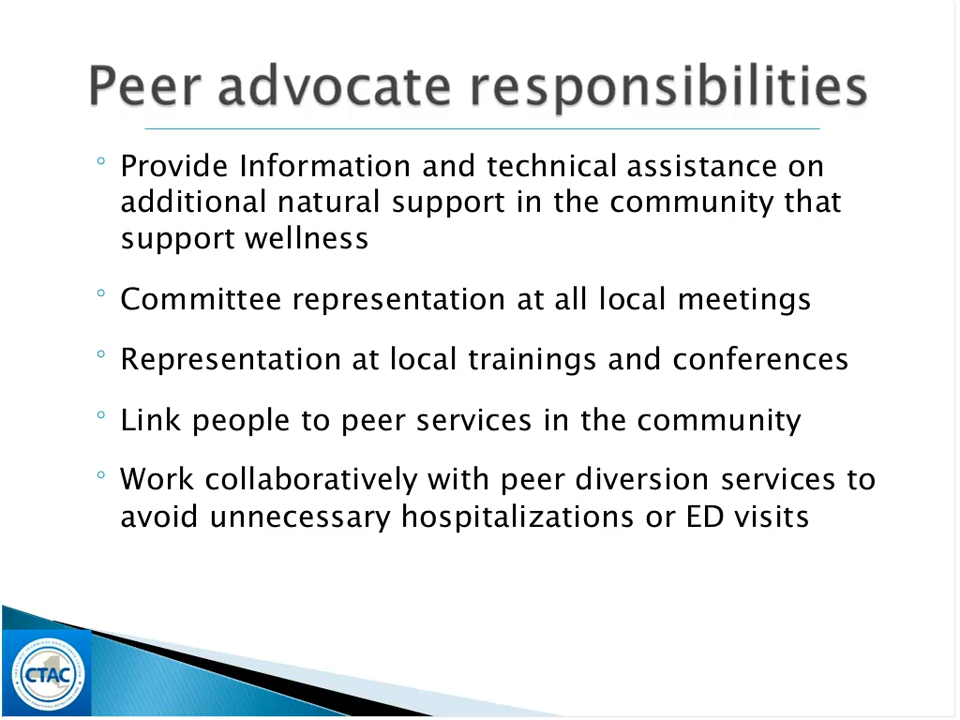 Peer advocate responsibilities
Provide Information and technical assistance on
additional natural support in the community that
support wellness
Committee representation at all local meetings
Representation at local trainings and conferences
Link people to peer services in the community
Work collaboratively with peer diversion services to
avoid unnecessary hospitalizations or ED visits
CTAC